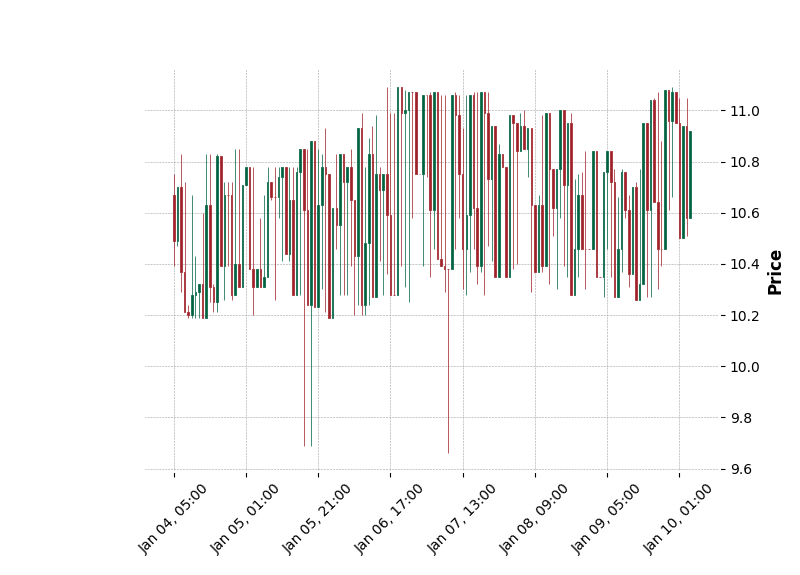 11.0
10.8
10.6
10.4
10.2
10.0
9.8
9.6
Price
Jan 04, 05:00
Jan 05, 01:00
Jan 05, 21:00
Jan 06, 17:00
Jan 07, 13:00
Jan 08, 09:00
Jan 09, 05:00
Jan 10, 01:00